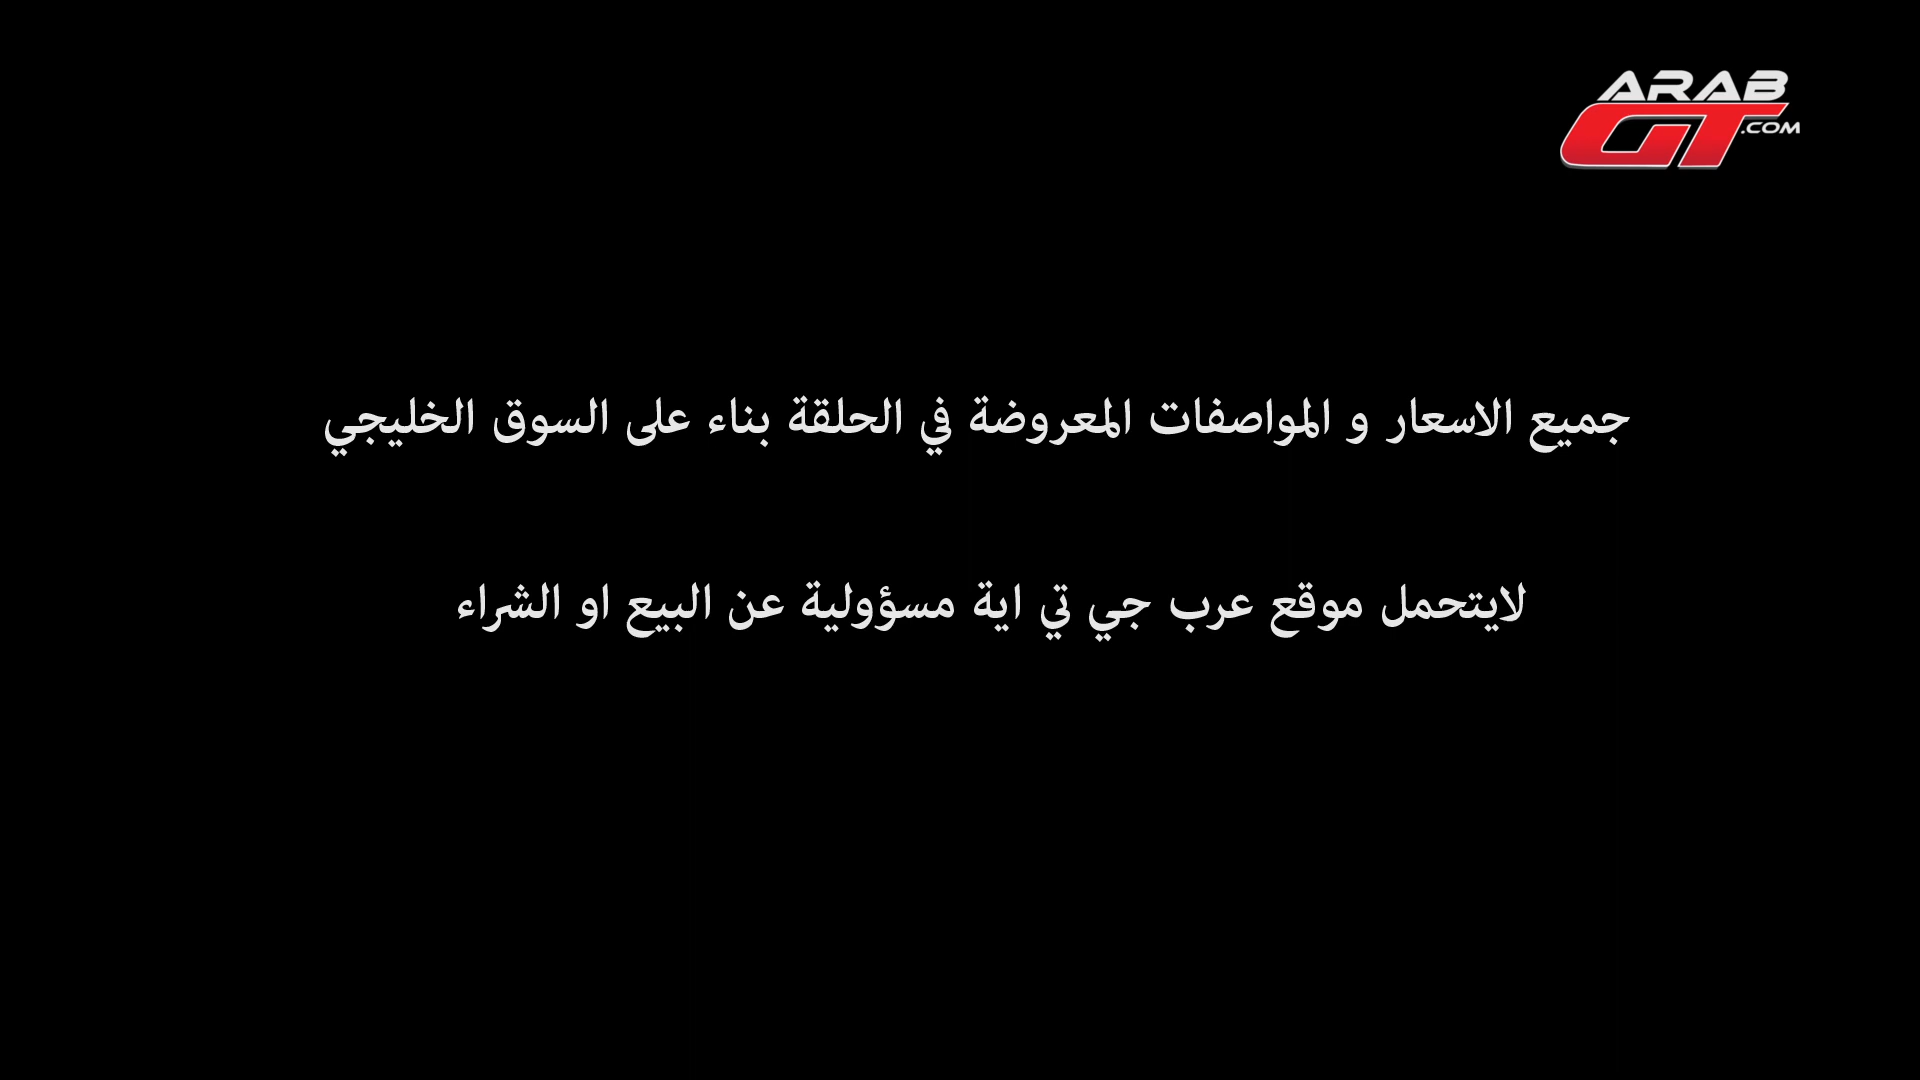 ARAB
GT.COM
جميع الاسعار و المواصفات المعروضة في الحلقة بناء على السوق الخليجي
لايتحمل موقع عرب جي تي اية مسؤولية عن البيع او الشراء